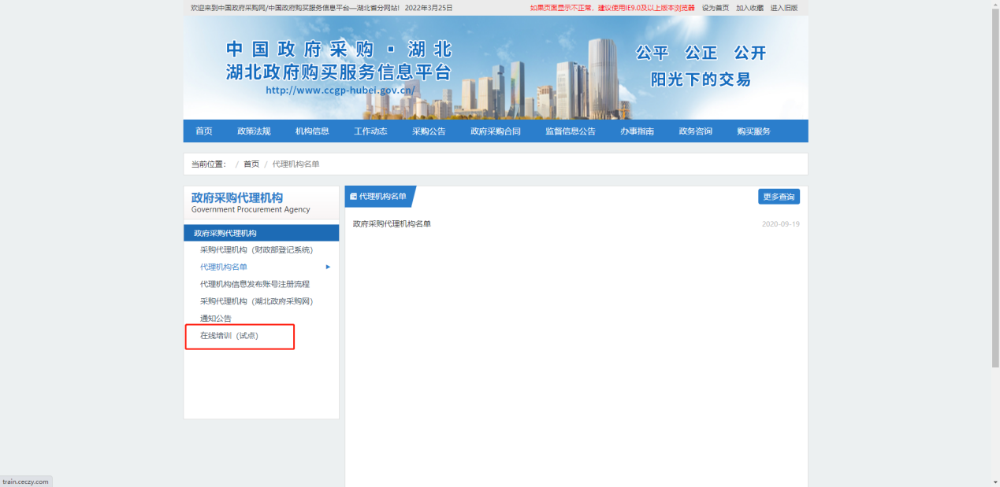 欢迎来到中国政府采购网/中国政府购买服务信息平台—湖北省分网站! 2022年3月25日
如果页面显示不正常，建议使用IE9.0及以上版本浏览器 设为首页 加入收藏 进入旧版
中国政府采购·湖北
湖北政府购买服务信息平台
http://www.ccgp-hubei.gov.cn/
公平 公正 公开
阳光下的交易
首页 政策法规 机构信息 工作动态 采购公告 政府采购合同 监督信息公告 办事指南 政务咨询 购买服务
当前位置： / 首页 / 代理机构名单
政府采购代理机构
Government Procurement Agency
政府采购代理机构
采购代理机构（财政部登记系统）
代理机构名单
代理机构信息发布账号注册流程
采购代理机构（湖北政府采购网）
通知公告
在线培训（试点）
代理机构名单
更多查询
政府采购代理机构名单 2020-09-19
train.ceczy.com